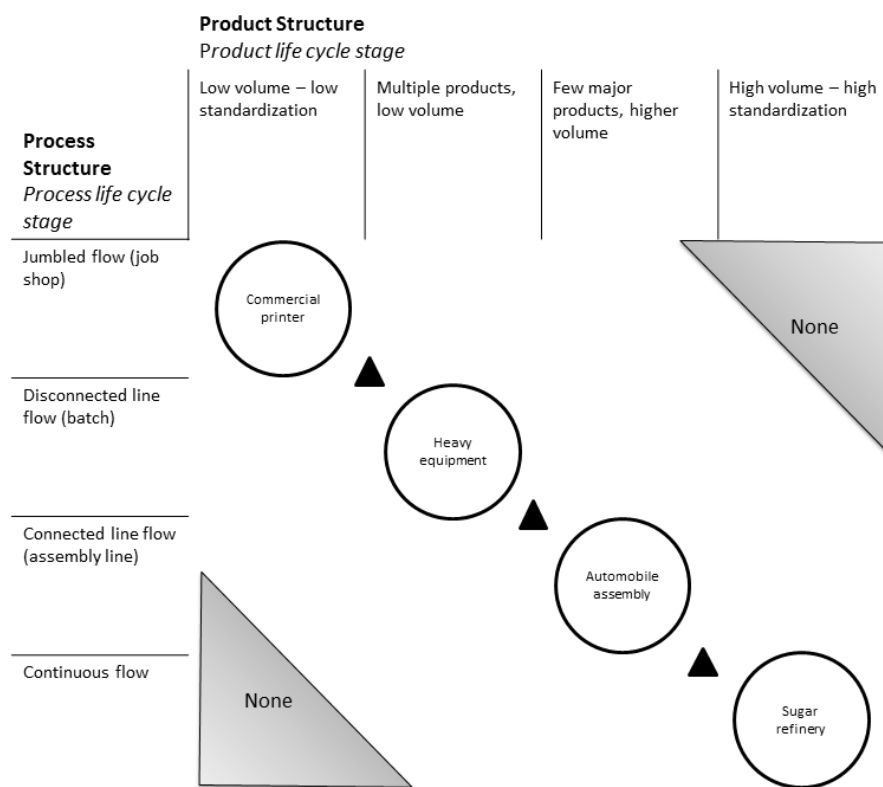 Product Structure
Product life cycle stage
Low volume – low
standardization
Multiple products,
low volume
Few major
products, higher
volume
High volume – high
standardization
Process
Structure
Process life cycle
stage
Jumbled flow (job
shop)
Commercial
printer
None
Disconnected line
flow (batch)
Heavy
equipment
Connected line flow
(assembly line)
Automobile
assembly
Continuous flow
None
Sugar
refinery